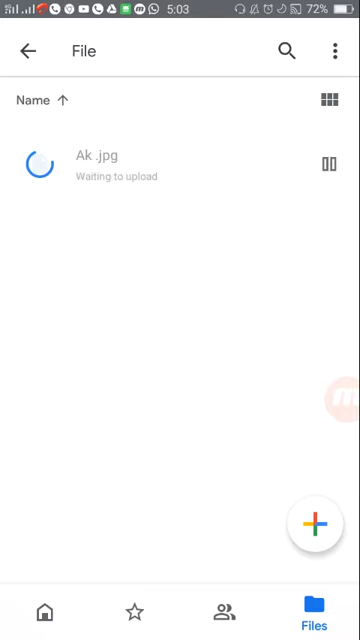 5:03
72%
File
Name
Ak .jpg
Waiting to upload
Files